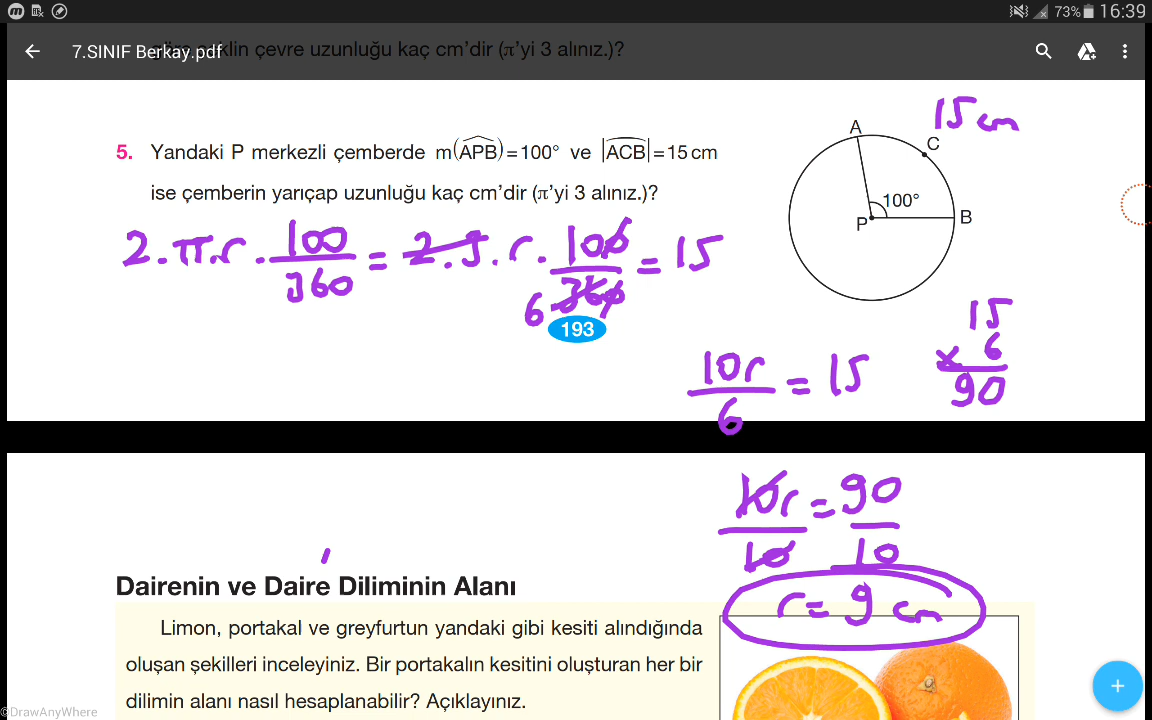 73% 16:39
göre şeklin çevre uzunluğu kaç cm'dir (π'yi 3 alınız.)?
7.SINIF Berkay.pdf
15 cm
5. Yandaki P merkezli çemberde m(APB)=100° ve |ACB|=15 cm
ise çemberin yarıçap uzunluğu kaç cm'dir (π'yi 3 alınız.)?
A
C
100°
P
B
2.π.r . 100/360 = 2.3.r. 100/360 = 15
6
193
15
x 6
90
10r/6 = 15
10r/10 = 90/10
r = 9 cm
Dairenin ve Daire Diliminin Alanı
Limon, portakal ve greyfurtun yandaki gibi kesiti alındığında
oluşan şekilleri inceleyiniz. Bir portakalın kesitini oluşturan her bir
dilimin alanı nasıl hesaplanabilir? Açıklayınız.
+
©DrawAnyWhere